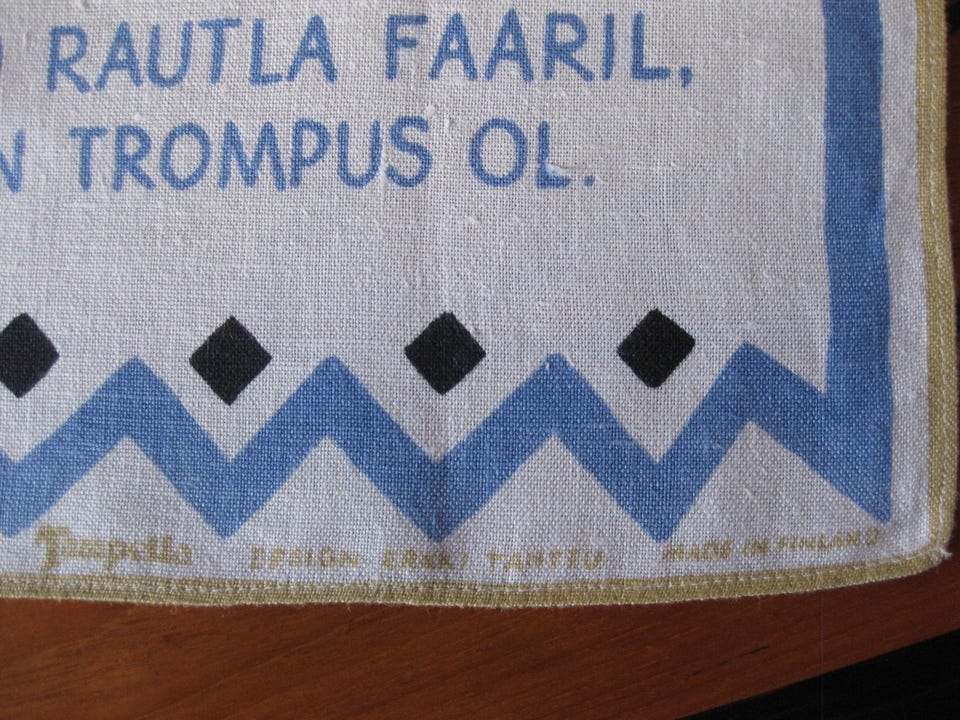 RAUTLA FAARIL,
N TROMPUS OL.
Tampella DESIGN ERKKI TANTTU MADE IN FINLAND